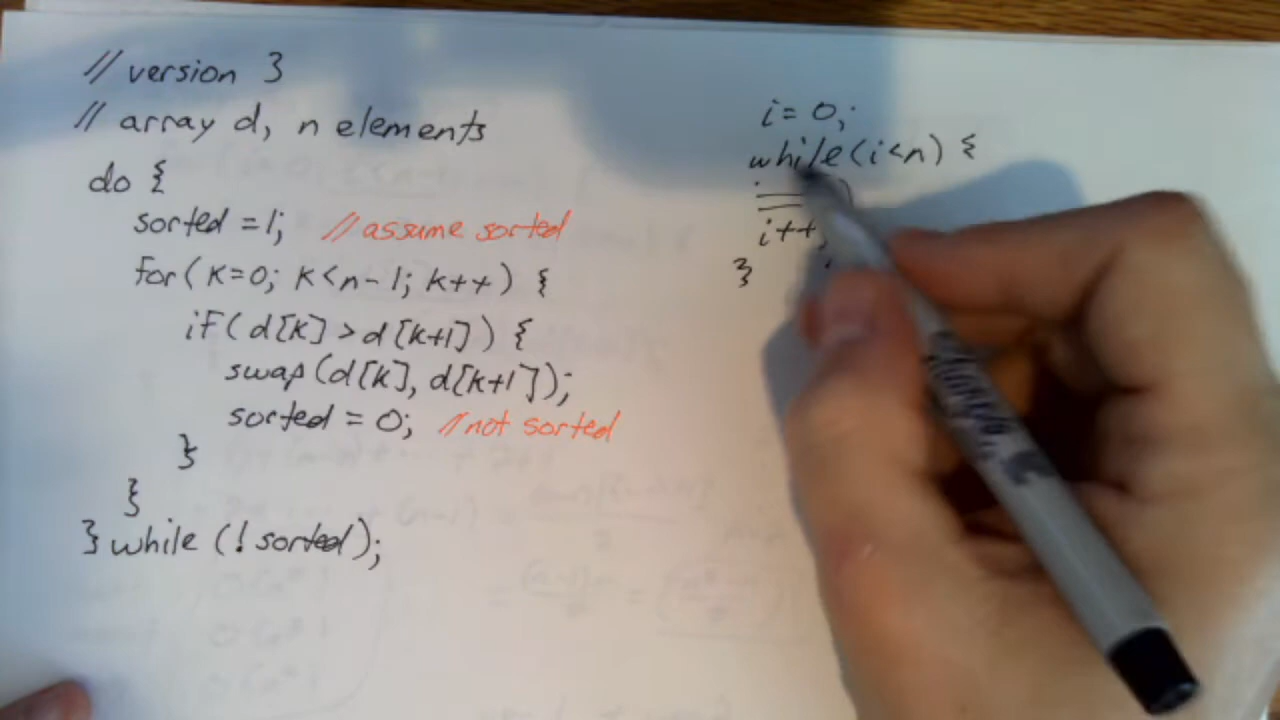 // version 3
// array d, n elements
do {
sorted = 1; // assume sorted
for( k=0; k<n-1; k++ ) {
if( d[k] > d[k+1] ) {
swap(d[k], d[k+1]);
sorted = 0; // not sorted
}
}
} while (! sorted);
i= 0;
while(i<n) {
i++;
}